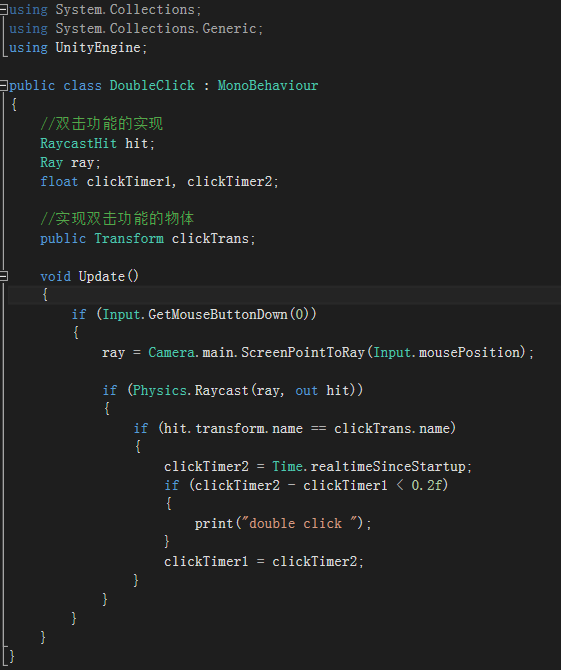 using System.Collections;
using System.Collections.Generic;
using UnityEngine;

public class DoubleClick : MonoBehaviour
{
    //双击功能的实现
    RaycastHit hit;
    Ray ray;
    float clickTimer1, clickTimer2;

    //实现双击功能的物体
    public Transform clickTrans;

    void Update()
    {
        if (Input.GetMouseButtonDown(0))
        {
            ray = Camera.main.ScreenPointToRay(Input.mousePosition);

            if (Physics.Raycast(ray, out hit))
            {
                if (hit.transform.name == clickTrans.name)
                {
                    clickTimer2 = Time.realtimeSinceStartup;
                    if (clickTimer2 - clickTimer1 < 0.2f)
                    {
                        print("double click ");
                    }
                    clickTimer1 = clickTimer2;
                }
            }
        }
    }
}